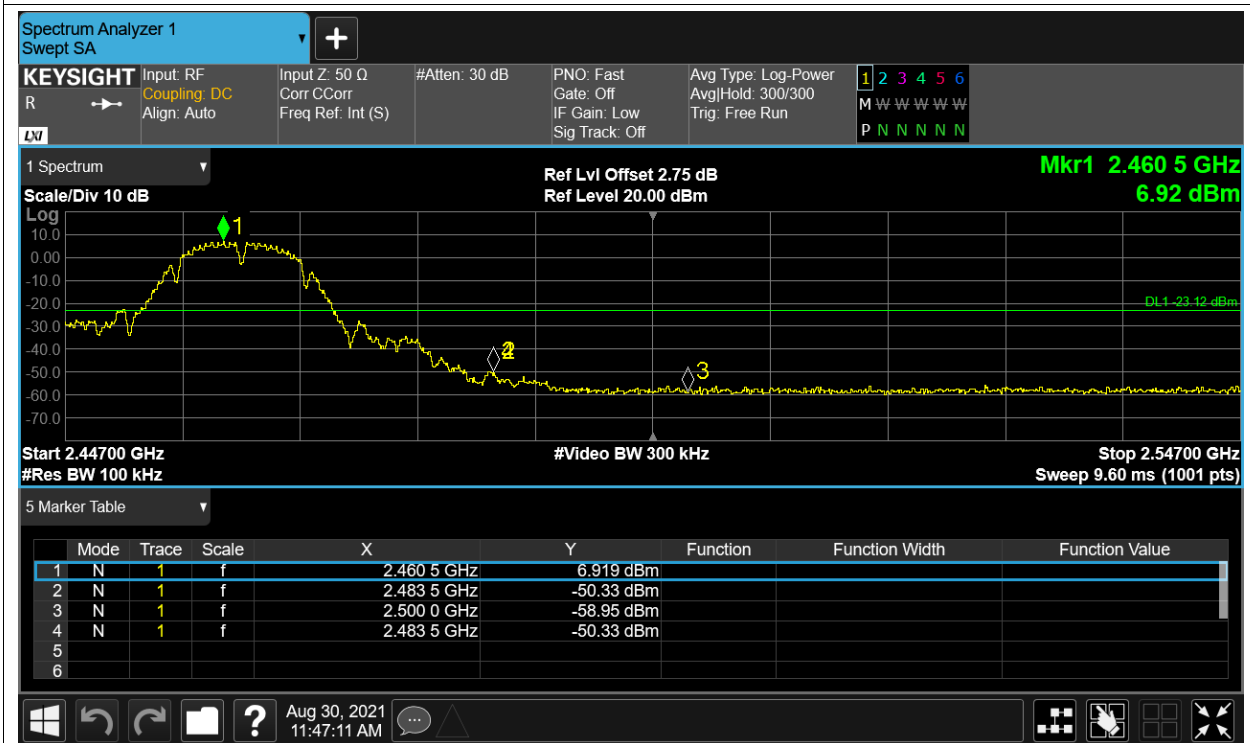 Spectrum Analyzer 1
Swept SA
KEYSIGHT
R
LXI
Input: RF
Coupling: DC
Align: Auto
Input Z: 50 Ω
Corr CCorr
Freq Ref: Int (S)
#Atten: 30 dB
PNO: Fast
Gate: Off
IF Gain: Low
Sig Track: Off
Avg Type: Log-Power
Avg|Hold: 300/300
Trig: Free Run
1 2 3 4 5 6
M W W W W W
P N N N N N
1 Spectrum
Scale/Div 10 dB
Ref Lvl Offset 2.75 dB
Ref Level 20.00 dBm
Mkr1 2.460 5 GHz
6.92 dBm
Log
10.0
0.00
-10.0
-20.0
-30.0
-40.0
-50.0
-60.0
-70.0
1
DL1 -23.12 dBm
3
Start 2.44700 GHz
#Video BW 300 kHz
Stop 2.54700 GHz
#Res BW 100 kHz
Sweep 9.60 ms (1001 pts)
5 Marker Table
Mode Trace Scale X Y Function Function Width Function Value
1 N 1 f 2.460 5 GHz 6.919 dBm
2 N 1 f 2.483 5 GHz -50.33 dBm
3 N 1 f 2.500 0 GHz -58.95 dBm
4 N 1 f 2.483 5 GHz -50.33 dBm
5
6
?
Aug 30, 2021
11:47:11 AM